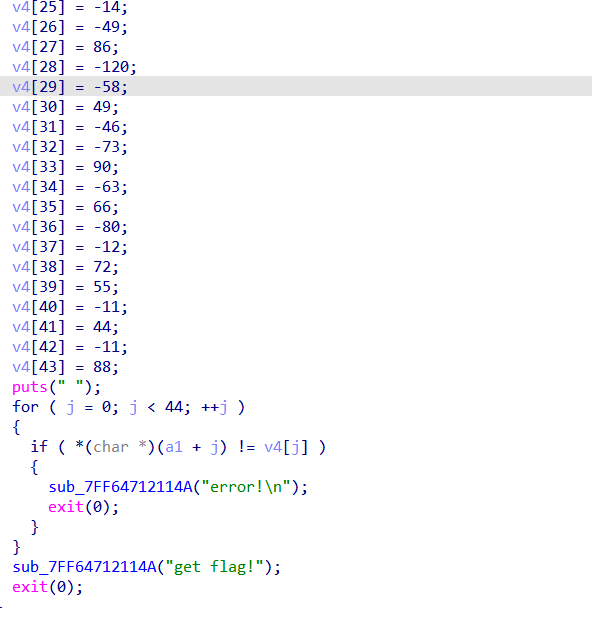 v4[25] = -14;
v4[26] = -49;
v4[27] = 86;
v4[28] = -120;
v4[29] = -58;
v4[30] = 49;
v4[31] = -46;
v4[32] = -73;
v4[33] = 90;
v4[34] = -63;
v4[35] = 66;
v4[36] = -80;
v4[37] = -12;
v4[38] = 72;
v4[39] = 55;
v4[40] = -11;
v4[41] = 44;
v4[42] = -11;
v4[43] = 88;
puts(" ");
for ( j = 0; j < 44; ++j )
{
  if ( *(char *)(a1 + j) != v4[j] )
  {
    sub_7FF64712114A("error!\n");
    exit(0);
  }
}
sub_7FF64712114A("get flag!");
exit(0);